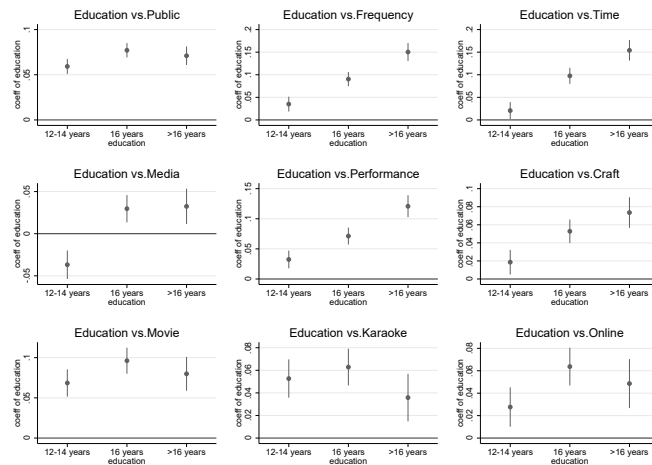 Education vs.Public
coeff of education
0 .05 .1
12-14 years 16 years >16 years
education
Education vs.Frequency
coeff of education
0 .05 .1 .15 .2
12-14 years 16 years >16 years
education
Education vs.Time
coeff of education
0 .05 .1 .15 .2
12-14 years 16 years >16 years
education
Education vs.Media
coeff of education
-.05 0 .05
12-14 years 16 years >16 years
education
Education vs.Performance
coeff of education
0 .05 .1 .15
12-14 years 16 years >16 years
education
Education vs.Craft
coeff of education
0 .02 .04 .06 .08 .1
12-14 years 16 years >16 years
education
Education vs.Movie
coeff of education
0 .05 .1
12-14 years 16 years >16 years
education
Education vs.Karaoke
coeff of education
0 .02 .04 .06 .08
12-14 years 16 years >16 years
education
Education vs.Online
coeff of education
0 .02 .04 .06 .08
12-14 years 16 years >16 years
education